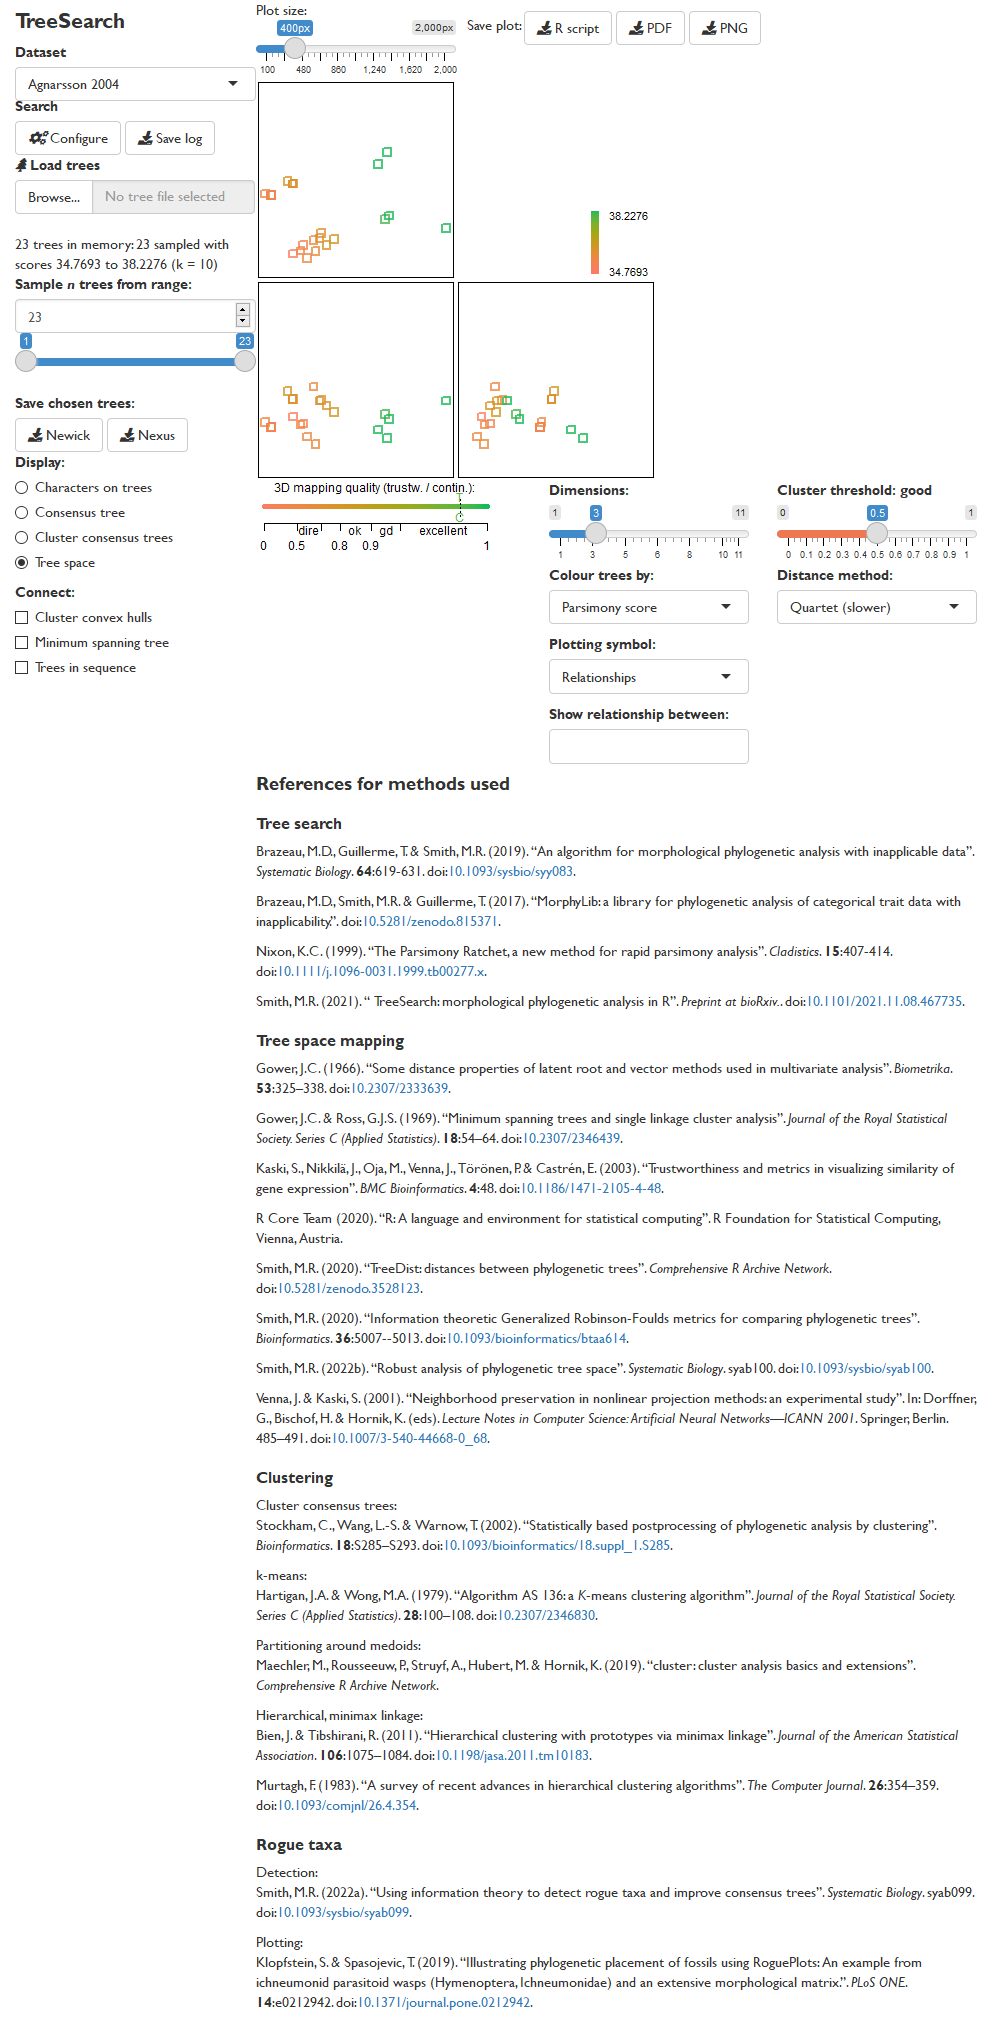 TreeSearch
Dataset
Agnarsson 2004
Search
Configure
Save log
Load trees
Browse...
No tree file selected
23 trees in memory: 23 sampled with
scores 34.7693 to 38.2276 (k = 10)
Sample n trees from range:
23
1
23
Save chosen trees:
Newick
Nexus
Display:
Characters on trees
Consensus tree
Cluster consensus trees
Tree space
Connect:
Cluster convex hulls
Minimum spanning tree
Trees in sequence
Plot size:
400px
2,000px
100 480 860 1,240 1,620 2,000
Save plot:
R script
PDF
PNG
38.2276
34.7693
3D mapping quality (trustw. / contin.):
T
C
dire ok gd excellent
0 0.5 0.8 0.9 1
Dimensions:
1 3 11
1 3 5 6 8 10 11
Colour trees by:
Parsimony score
Plotting symbol:
Relationships
Show relationship between:
Cluster threshold: good
0 0.5 1
0 0.1 0.2 0.3 0.4 0.5 0.6 0.7 0.8 0.9 1
Distance method:
Quartet (slower)
References for methods used
Tree search
Brazeau, M.D., Guillerme, T. & Smith, M.R. (2019). “An algorithm for morphological phylogenetic analysis with inapplicable data”.
Systematic Biology. 64:619-631. doi:10.1093/sysbio/syy083.
Brazeau, M.D., Smith, M.R. & Guillerme, T. (2017). “MorphyLib: a library for phylogenetic analysis of categorical trait data with
inapplicability.”. doi:10.5281/zenodo.815371.
Nixon, K.C. (1999). “The Parsimony Ratchet, a new method for rapid parsimony analysis”. Cladistics. 15:407-414.
doi:10.1111/j.1096-0031.1999.tb00277.x.
Smith, M.R. (2021). “ TreeSearch: morphological phylogenetic analysis in R”. Preprint at bioRxiv.. doi:10.1101/2021.11.08.467735.
Tree space mapping
Gower, J.C. (1966). “Some distance properties of latent root and vector methods used in multivariate analysis”. Biometrika.
53:325–338. doi:10.2307/2333639.
Gower, J.C. & Ross, G.J.S. (1969). “Minimum spanning trees and single linkage cluster analysis”. Journal of the Royal Statistical
Society. Series C (Applied Statistics). 18:54–64. doi:10.2307/2346439.
Kaski, S., Nikkilä, J., Oja, M., Venna, J., Törönen, P. & Castrén, E. (2003). “Trustworthiness and metrics in visualizing similarity of
gene expression”. BMC Bioinformatics. 4:48. doi:10.1186/1471-2105-4-48.
R Core Team (2020). “R: A language and environment for statistical computing”. R Foundation for Statistical Computing,
Vienna, Austria.
Smith, M.R. (2020). “TreeDist: distances between phylogenetic trees”. Comprehensive R Archive Network.
doi:10.5281/zenodo.3528123.
Smith, M.R. (2020). “Information theoretic Generalized Robinson-Foulds metrics for comparing phylogenetic trees”.
Bioinformatics. 36:5007--5013. doi:10.1093/bioinformatics/btaa614.
Smith, M.R. (2022b). “Robust analysis of phylogenetic tree space”. Systematic Biology. syab100. doi:10.1093/sysbio/syab100.
Venna, J. & Kaski, S. (2001). “Neighborhood preservation in nonlinear projection methods: an experimental study”. In: Dorffner,
G., Bischof, H. & Hornik, K. (eds). Lecture Notes in Computer Science: Artificial Neural Networks—ICANN 2001. Springer, Berlin.
485–491. doi:10.1007/3-540-44668-0_68.
Clustering
Cluster consensus trees:
Stockham, C., Wang, L.-S. & Warnow, T. (2002). “Statistically based postprocessing of phylogenetic analysis by clustering”.
Bioinformatics. 18:S285–S293. doi:10.1093/bioinformatics/18.suppl_1.S285.
k-means:
Hartigan, J.A. & Wong, M.A. (1979). “Algorithm AS 136: a K-means clustering algorithm”. Journal of the Royal Statistical Society.
Series C (Applied Statistics). 28:100–108. doi:10.2307/2346830.
Partitioning around medoids:
Maechler, M., Rousseeuw, P., Struyf, A., Hubert, M. & Hornik, K. (2019). “cluster: cluster analysis basics and extensions”.
Comprehensive R Archive Network.
Hierarchical, minimax linkage:
Bien, J. & Tibshirani, R. (2011). “Hierarchical clustering with prototypes via minimax linkage”. Journal of the American Statistical
Association. 106:1075–1084. doi:10.1198/jasa.2011.tm10183.
Murtagh, F. (1983). “A survey of recent advances in hierarchical clustering algorithms”. The Computer Journal. 26:354–359.
doi:10.1093/comjnl/26.4.354.
Rogue taxa
Detection:
Smith, M.R. (2022a). “Using information theory to detect rogue taxa and improve consensus trees”. Systematic Biology. syab099.
doi:10.1093/sysbio/syab099.
Plotting:
Klopfstein, S. & Spasojevic, T. (2019). “Illustrating phylogenetic placement of fossils using RoguePlots: An example from
ichneumonid parasitoid wasps (Hymenoptera, Ichneumonidae) and an extensive morphological matrix.”. PLoS ONE.
14:e0212942. doi:10.1371/journal.pone.0212942.